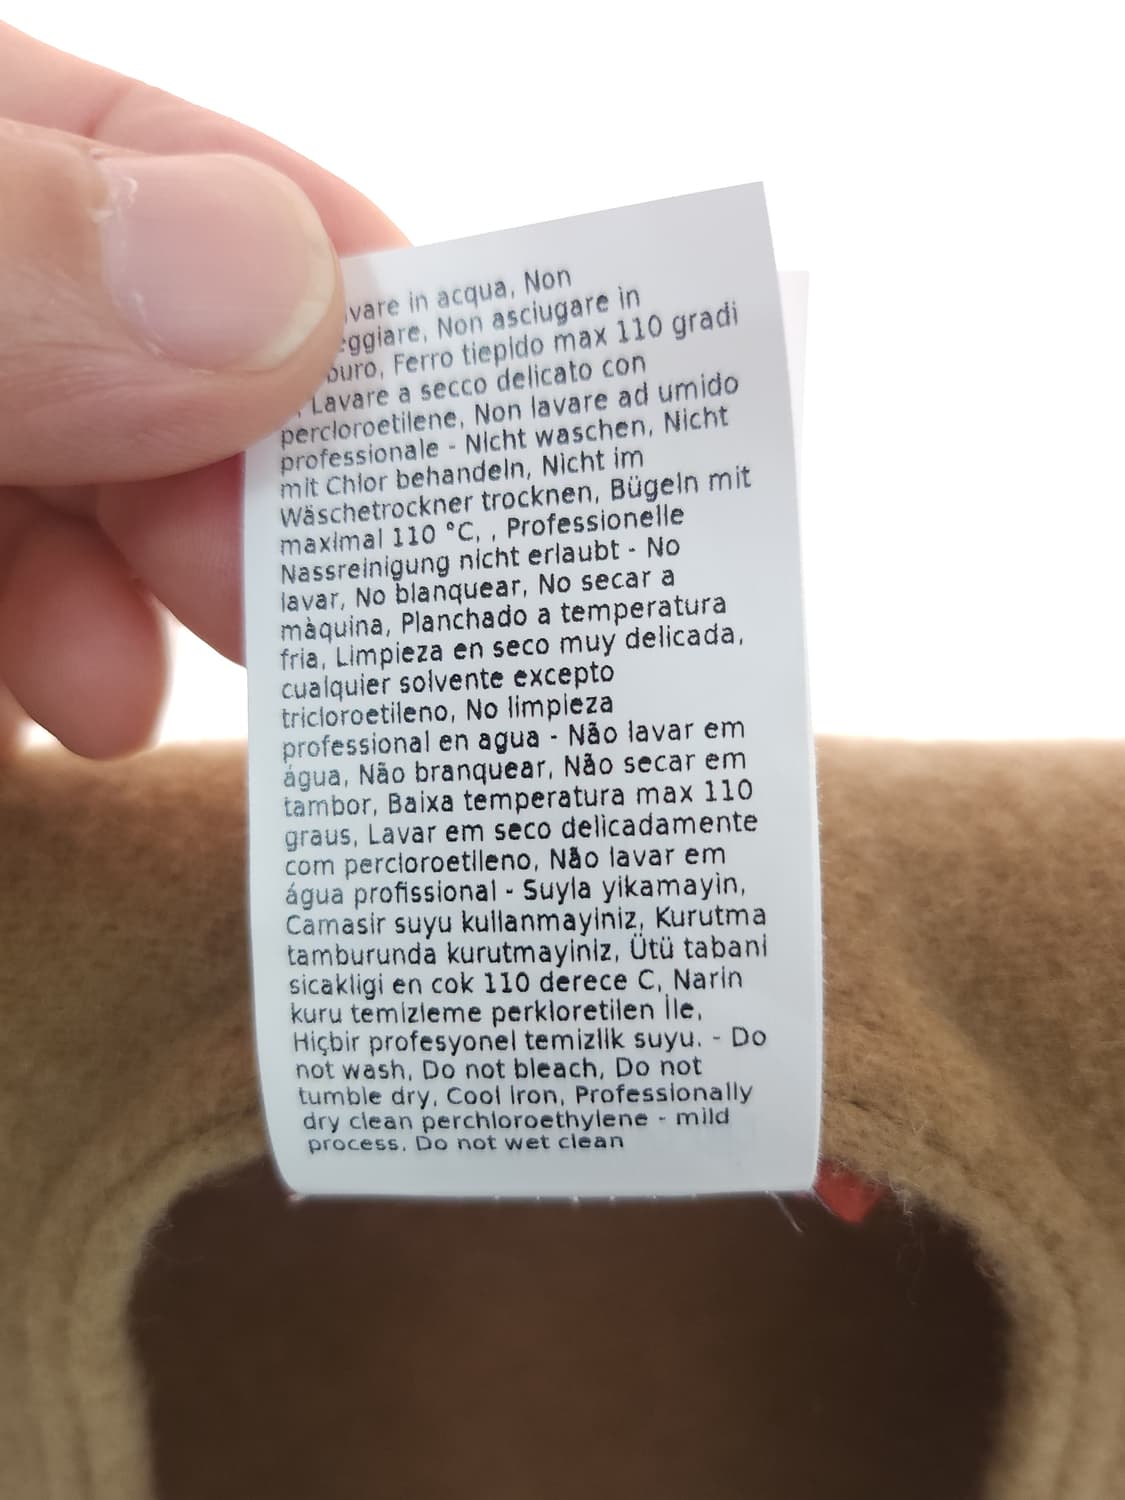 in acqua, Non
Non asciugare in
Ferro tiepido max 110 gradi
Lavare a secco delicato con
percloroetilene, Non lavare ad umido
professionale - Nicht waschen, Nicht
mit Chlor behandeln, Nicht im
Wäschetrockner trocknen, Bügeln mit
maximal 110 °C, , Professionelle
Nassreinigung nicht erlaubt - No
lavar, No blanquear, No secar a
màquina, Planchado a temperatura
fria, Limpieza en seco muy delicada,
cualquier solvente excepto
tricloroetileno, No limpieza
professional en agua - Não lavar em
água, Não branquear, Não secar em
tambor, Baixa temperatura max 110
graus, Lavar em seco delicadamente
com percloroetileno, Não lavar em
água profissional - Suyla yikamayin,
Camasir suyu kullanmayiniz, Kurutma
tamburunda kurutmayiniz, Ütü tabani
sicakligi en cok 110 derece C, Narin
kuru temizleme perkloretilen İle,
Hiçbir profesyonel temizlik suyu. - Do
not wash, Do not bleach, Do not
tumble dry, Cool iron, Professionally
dry clean perchloroethylene - mild
process, Do not wet clean